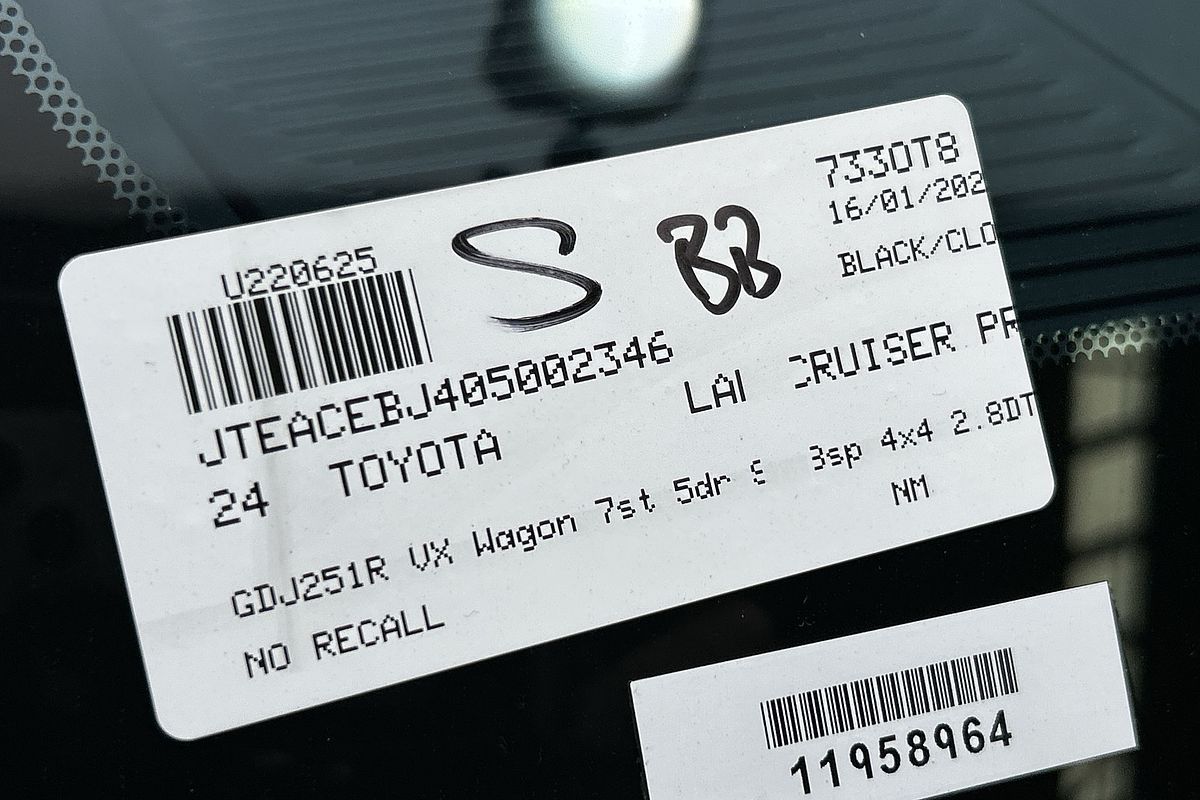 7330T8
16/01/202
U220625
S BB
BLACK/CLO
JTEACEBJ405002346
24 TOYOTA LAI CRUISER PR
GDJ251R VX Wagon 7st 5dr S 3sp 4x4 2.8DT
NO RECALL NM
11958964